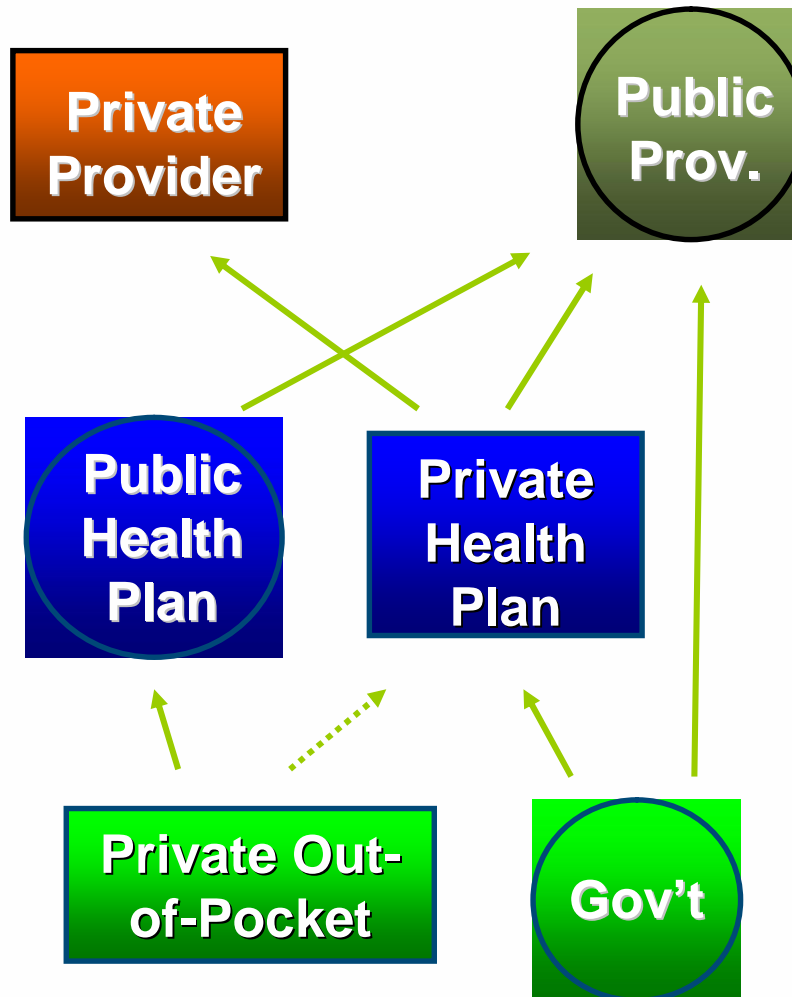 Private
Provider
Public
Prov.
Public
Health
Plan
Private
Health
Plan
Private Out-
of-Pocket
Gov’t